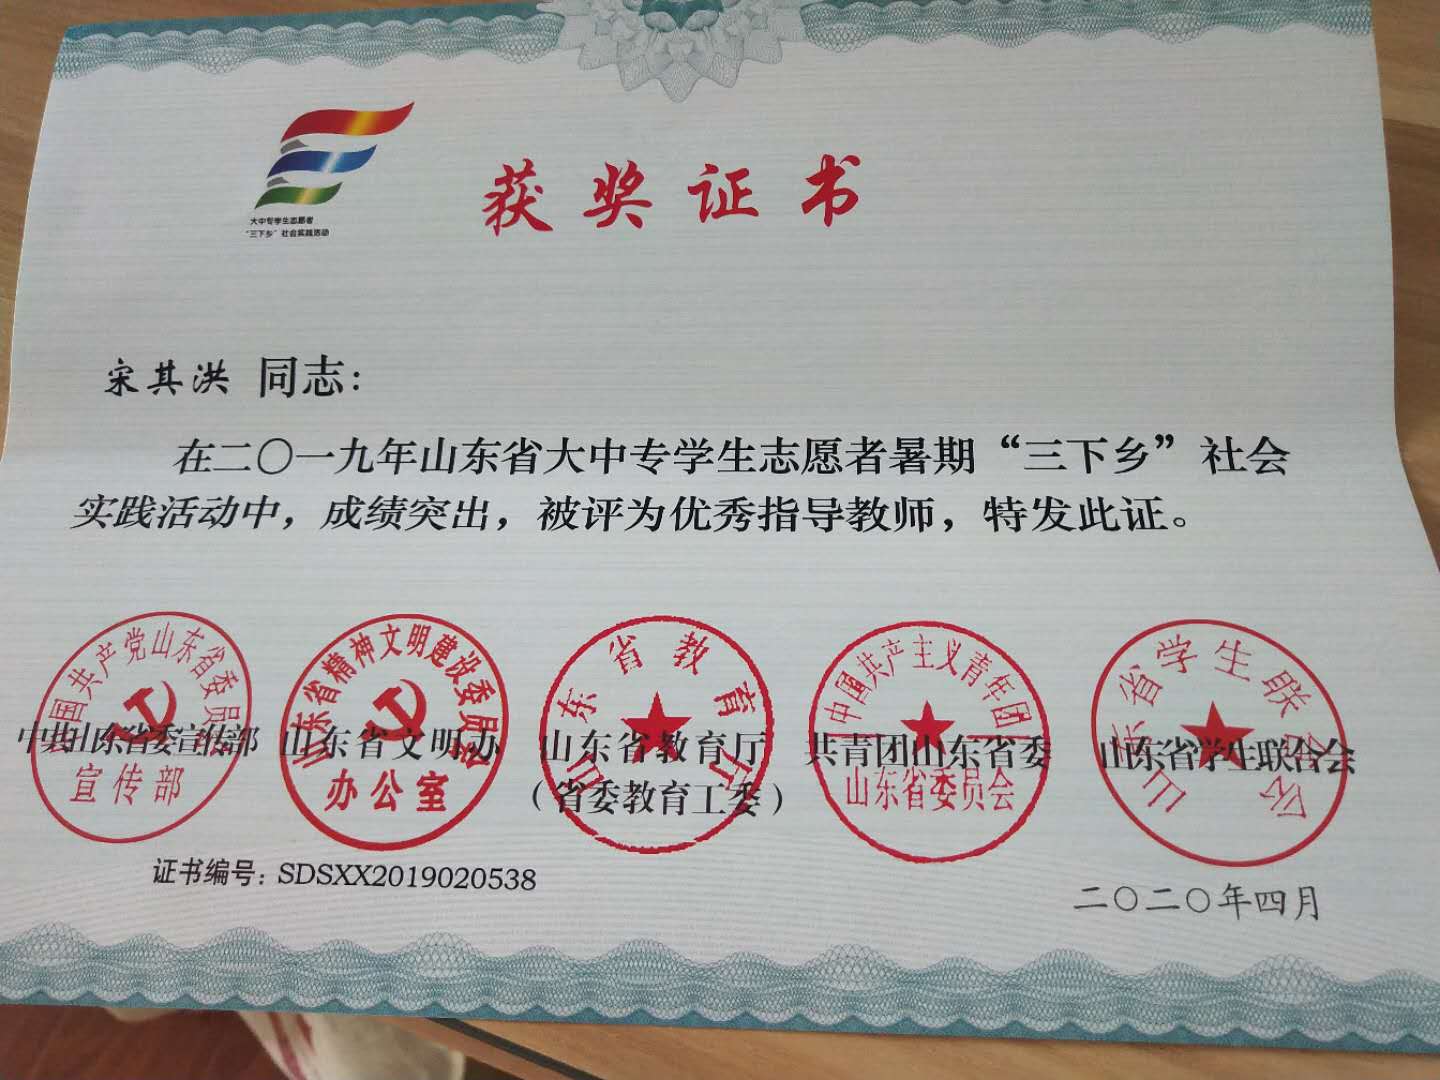 大中专学生志愿者
“三下乡”社会实践活动
获奖证书
宋其洪 同志：
在二〇一九年山东省大中专学生志愿者暑期“三下乡”社会
实践活动中，成绩突出，被评为优秀指导教师，特发此证。
中国共产党山东省委员会
宣传部
山东省精神文明建设委员会
办公室
山东省教育厅
中国共产主义青年团
山东省委员会
山东省学生联合会
中共山东省委宣传部 山东省文明办 山东省教育厅 共青团山东省委 山东省学生联合会
（省委教育工委）
证书编号：SDSXX2019020538
二〇二〇年四月